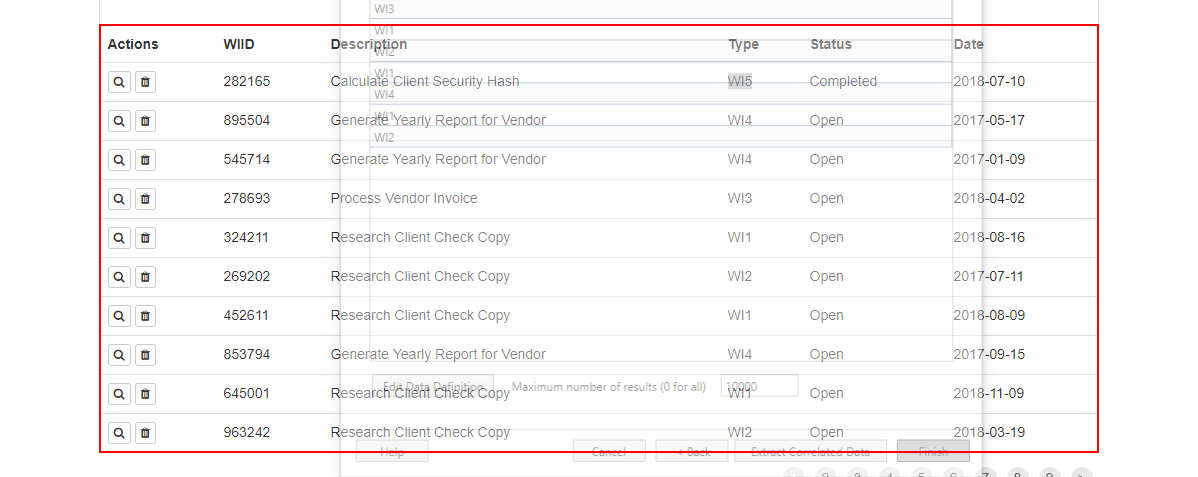 WI3
Actions WIID Description Type Status Date
WI1
WI2
282165 Calculate Client Security Hash WI5 Completed 2018-07-10
WI1
WI4
895504 Generate Yearly Report for Vendor WI4 Open 2017-05-17
WI1
WI2
545714 Generate Yearly Report for Vendor WI4 Open 2017-01-09
278693 Process Vendor Invoice WI3 Open 2018-04-02
324211 Research Client Check Copy WI1 Open 2018-08-16
269202 Research Client Check Copy WI2 Open 2017-07-11
452611 Research Client Check Copy WI1 Open 2018-08-09
853794 Generate Yearly Report for Vendor WI4 Open 2017-09-15
Edit Data Definition Maximum number of results (0 for all) 10000
645001 Research Client Check Copy WI1 Open 2018-11-09
963242 Research Client Check Copy WI2 Open 2018-03-19
Help Cancel < Back Extract Correlated Data Finish
1 2 3 4 5 6 7 8 9 >